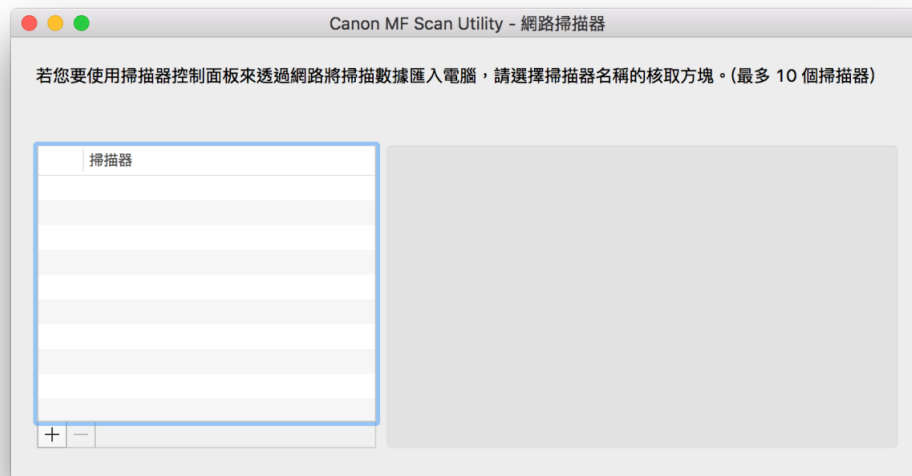 Canon MF Scan Utility - 網路掃描器
若您要使用掃描器控制面板來透過網路將掃描數據匯入電腦，請選擇掃描器名稱的核取方塊。(最多 10 個掃描器)
掃描器